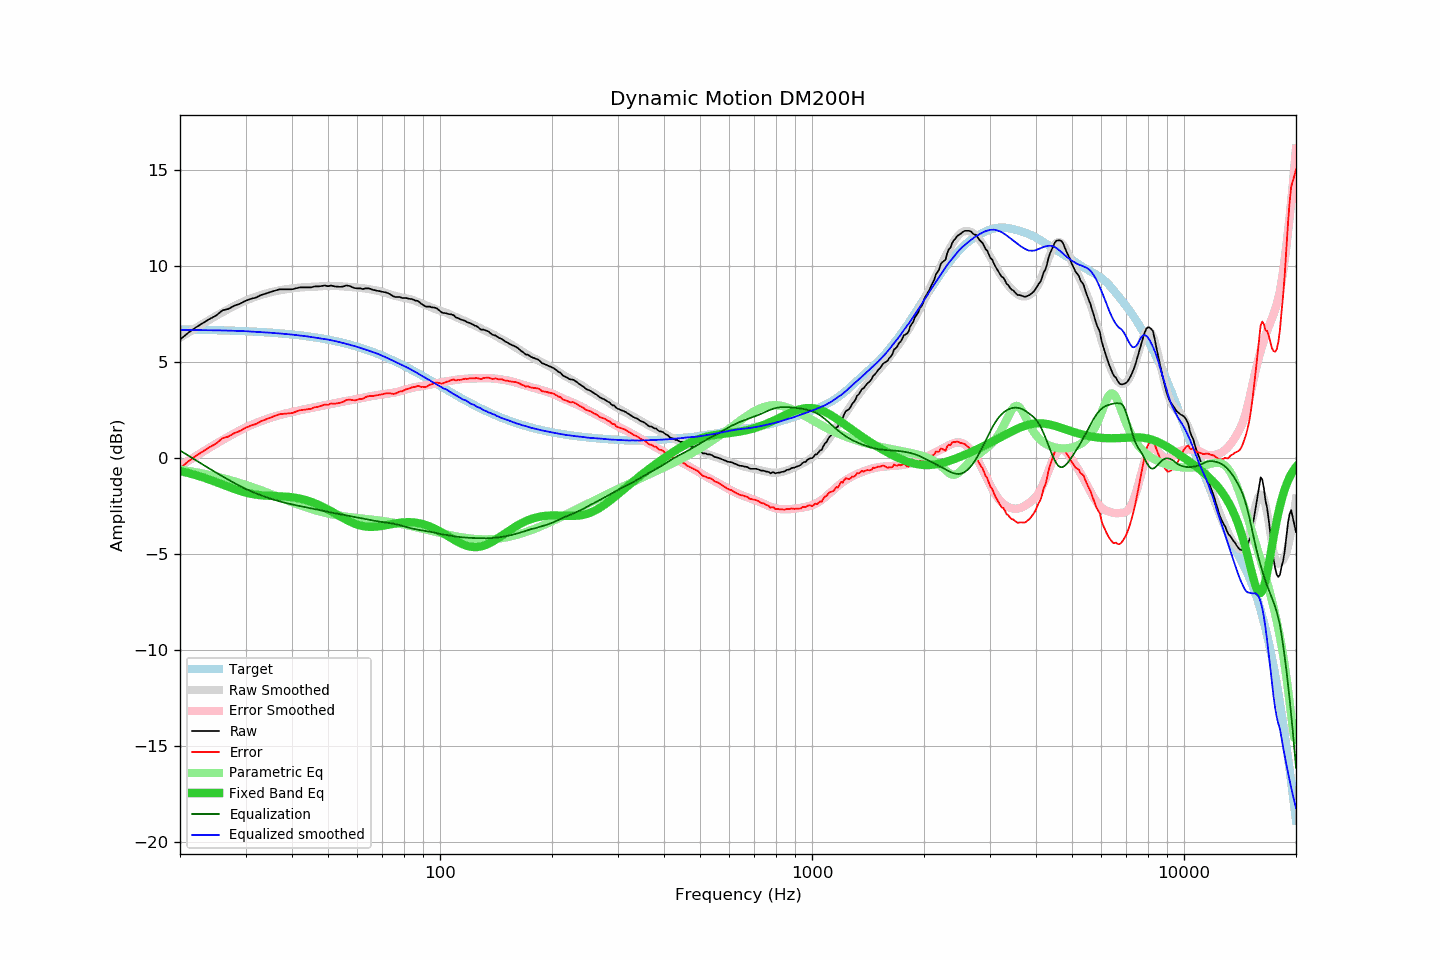 Dynamic Motion DM200H
Amplitude (dBr)
15
10
5
0
−5
−10
−15
−20
Target
Raw Smoothed
Error Smoothed
Raw
Error
Parametric Eq
Fixed Band Eq
Equalization
Equalized smoothed
100
1000
10000
Frequency (Hz)